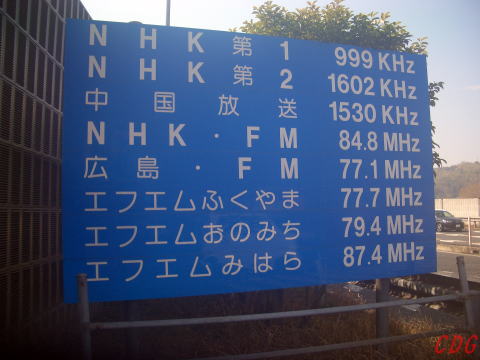 NHK第1 999 KHz
NHK第2 1602 KHz
中国放送 1530 KHz
NHK・FM 84.8 MHz
広島・FM 77.1 MHz
エフエムふくやま 77.7 MHz
エフエムおのみち 79.4 MHz
エフエムみはら 87.4 MHz
CDG